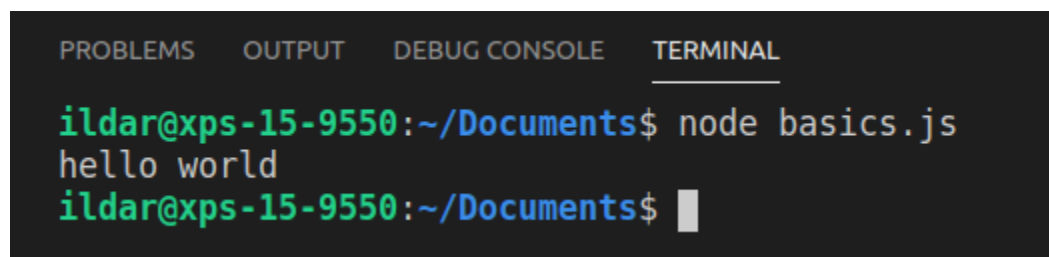 PROBLEMS OUTPUT DEBUG CONSOLE TERMINAL
ildar@xps-15-9550:~/Documents$ node basics.js
hello world
ildar@xps-15-9550:~/Documents$